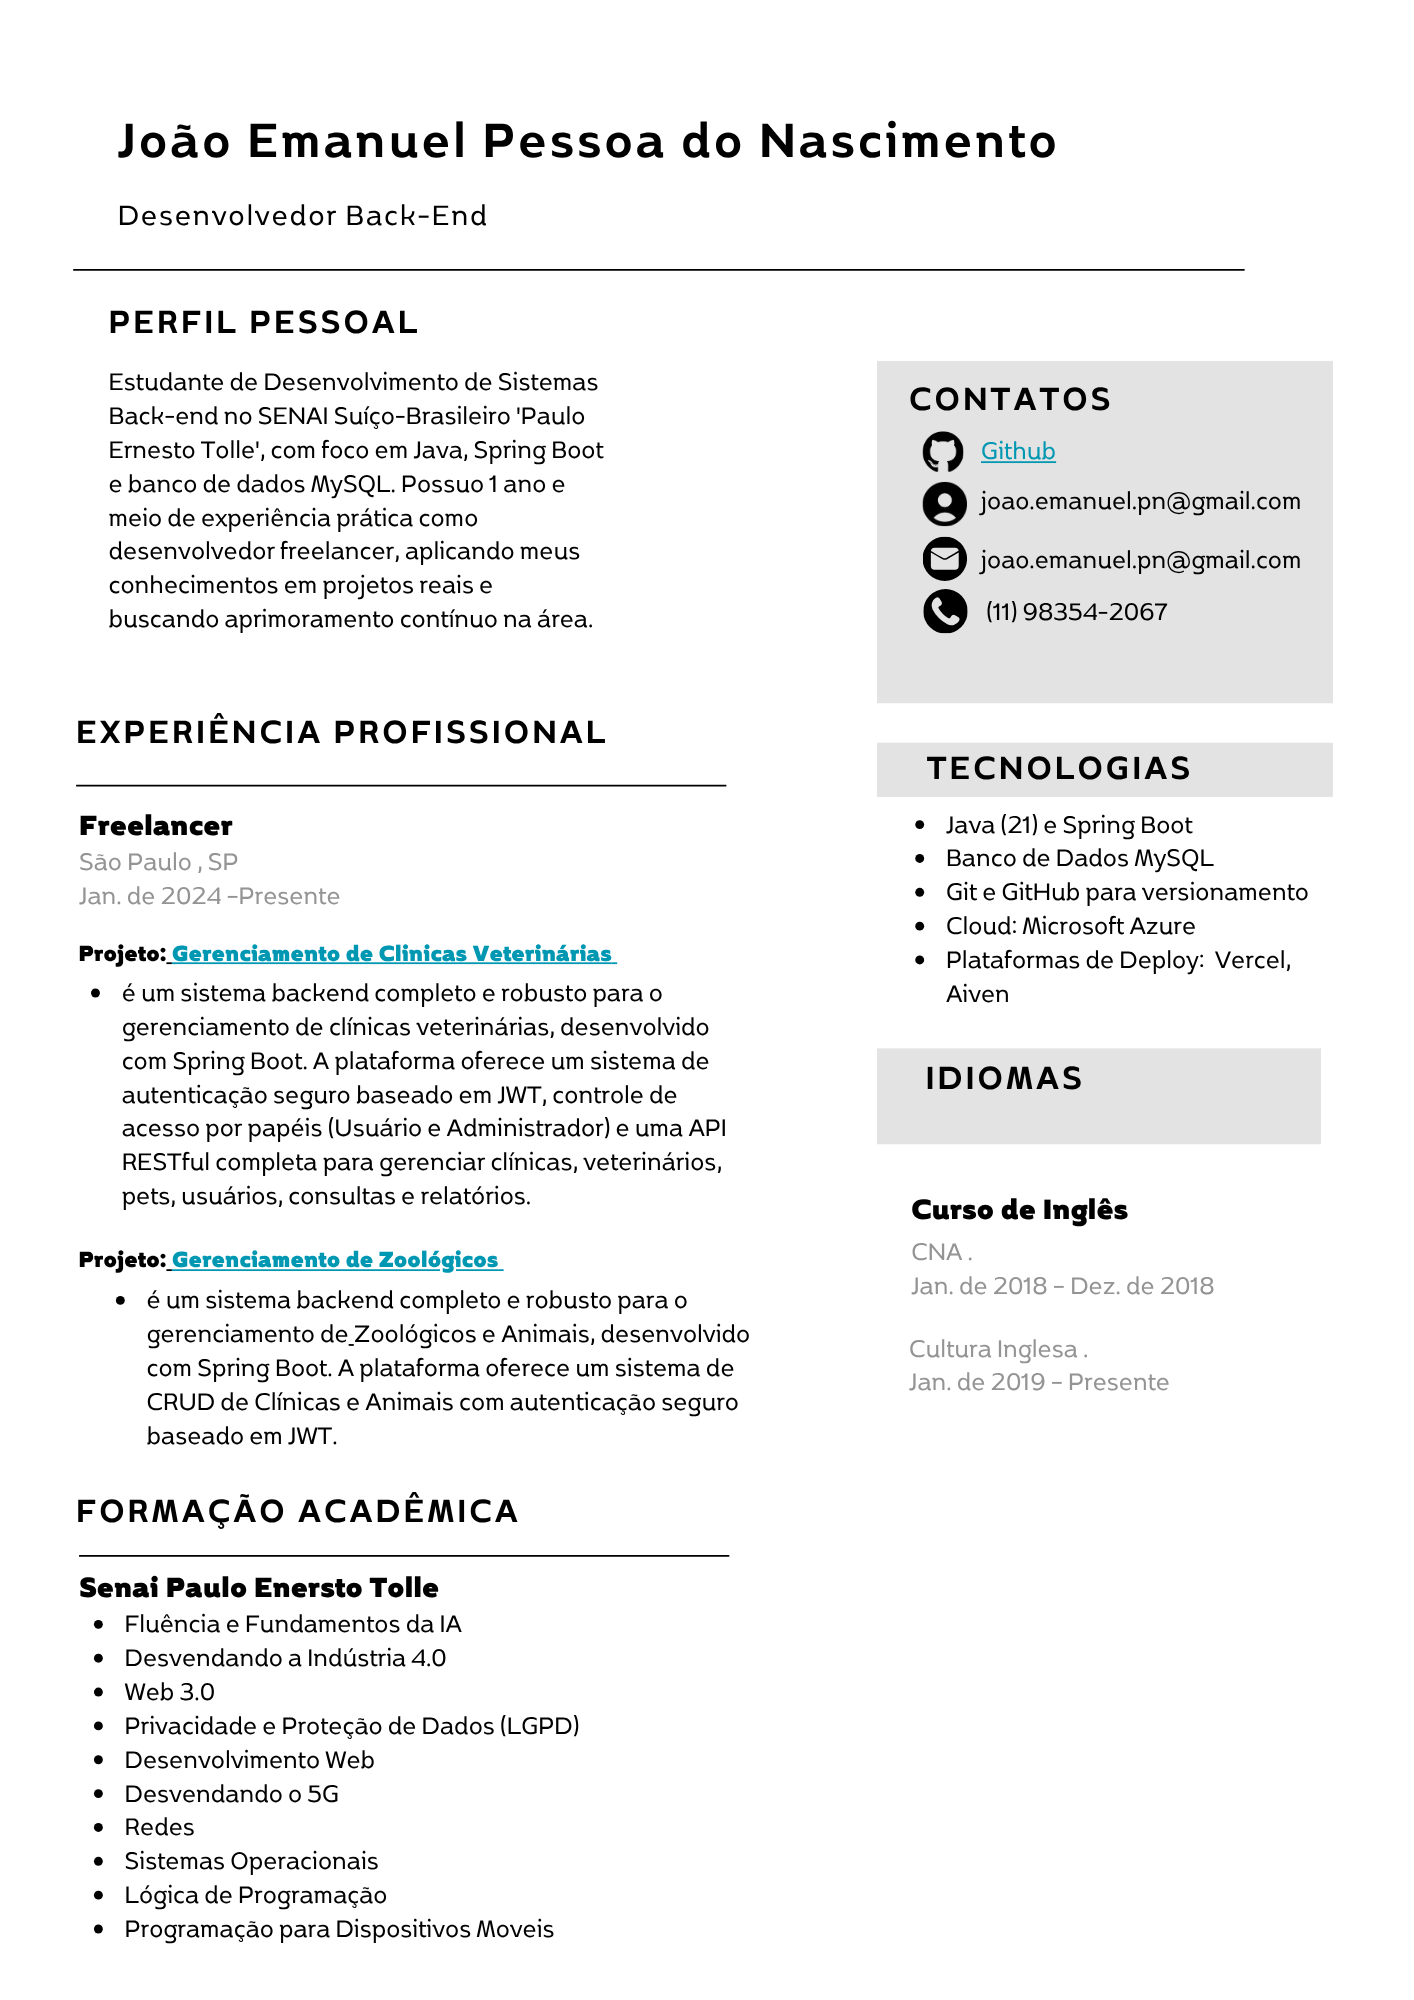 João Emanuel Pessoa do Nascimento
Desenvolvedor Back-End
PERFIL PESSOAL
Estudante de Desenvolvimento de Sistemas
Back-end no SENAI Suíço-Brasileiro 'Paulo
Ernesto Tolle', com foco em Java, Spring Boot
e banco de dados MySQL. Possuo 1 ano e
meio de experiência prática como
desenvolvedor freelancer, aplicando meus
conhecimentos em projetos reais e
buscando aprimoramento contínuo na área.
EXPERIÊNCIA PROFISSIONAL
Freelancer
São Paulo , SP
Jan. de 2024 –Presente
Projeto: Gerenciamento de Clinicas Veterinárias
• é um sistema backend completo e robusto para o
gerenciamento de clínicas veterinárias, desenvolvido
com Spring Boot. A plataforma oferece um sistema de
autenticação seguro baseado em JWT, controle de
acesso por papéis (Usuário e Administrador) e uma API
RESTful completa para gerenciar clínicas, veterinários,
pets, usuários, consultas e relatórios.
Projeto: Gerenciamento de Zoológicos
• é um sistema backend completo e robusto para o
gerenciamento de Zoológicos e Animais, desenvolvido
com Spring Boot. A plataforma oferece um sistema de
CRUD de Clínicas e Animais com autenticação seguro
baseado em JWT.
FORMAÇÃO ACADÊMICA
Senai Paulo Enersto Tolle
• Fluência e Fundamentos da IA
• Desvendando a Indústria 4.0
• Web 3.0
• Privacidade e Proteção de Dados (LGPD)
• Desenvolvimento Web
• Desvendando o 5G
• Redes
• Sistemas Operacionais
• Lógica de Programação
• Programação para Dispositivos Moveis
CONTATOS
Github
joao.emanuel.pn@gmail.com
joao.emanuel.pn@gmail.com
(11) 98354-2067
TECNOLOGIAS
• Java (21) e Spring Boot
• Banco de Dados MySQL
• Git e GitHub para versionamento
• Cloud: Microsoft Azure
• Plataformas de Deploy: Vercel,
Aiven
IDIOMAS
Curso de Inglês
CNA .
Jan. de 2018 – Dez. de 2018
Cultura Inglesa .
Jan. de 2019 – Presente